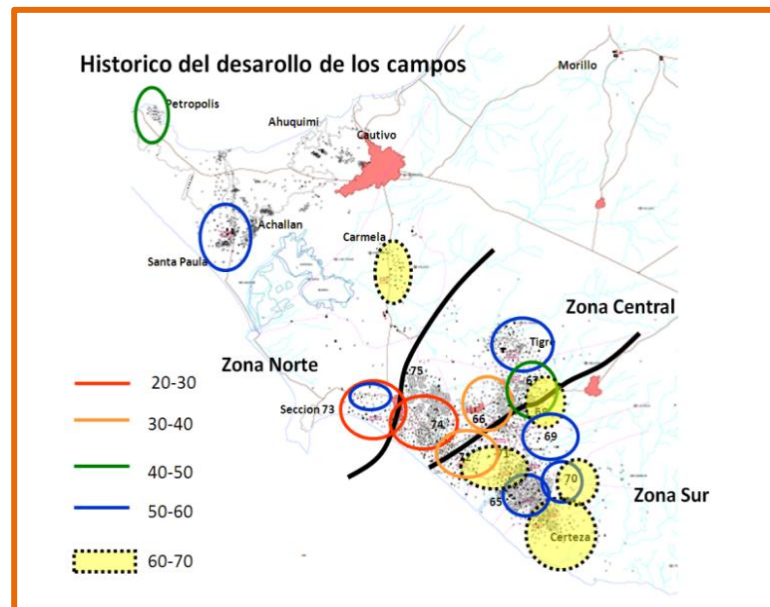 Historico del desarollo de los campos
Morillo
Petropolis
Ahuquimi
Cautivo
Achallan
Carmela
Santa Paula
Zona Central
Tigre
Zona Norte
75
67
68
20-30
Seccion 73
74
66
30-40
69
40-50
70
Zona Sur
65
50-60
Certeza
60-70